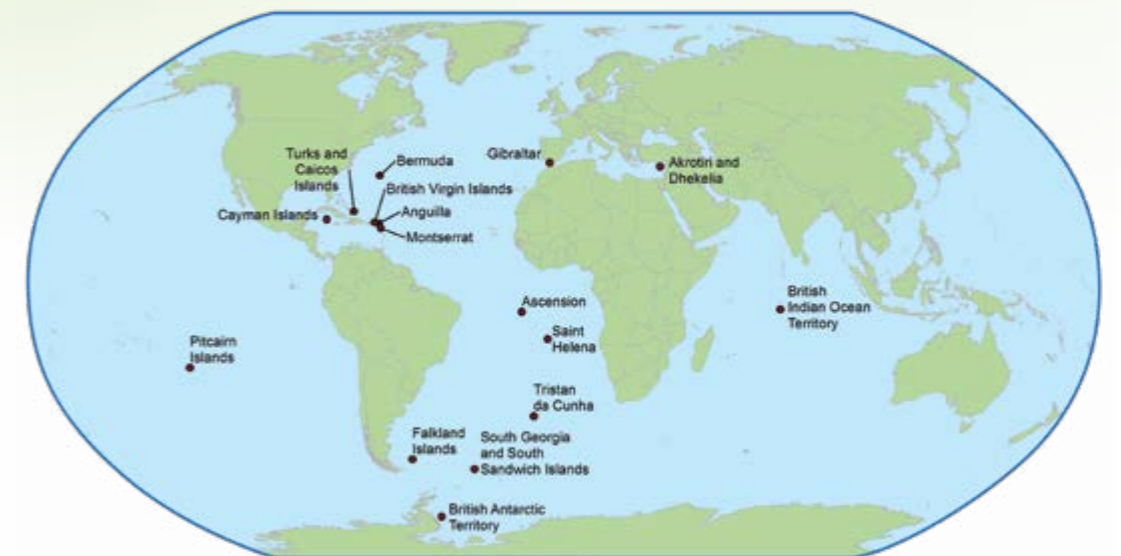 Turks and
Caicos
Islands
Bermuda
British Virgin Islands
Cayman Islands
Anguilla
Montserrat
Gibraltar
Akrotiri and
Dhekelia
Ascension
Saint
Helena
British
Indian Ocean
Territory
Pitcairn
Islands
Tristan
da Cunha
Falkland
Islands
South Georgia
and South
Sandwich Islands
British Antarctic
Territory